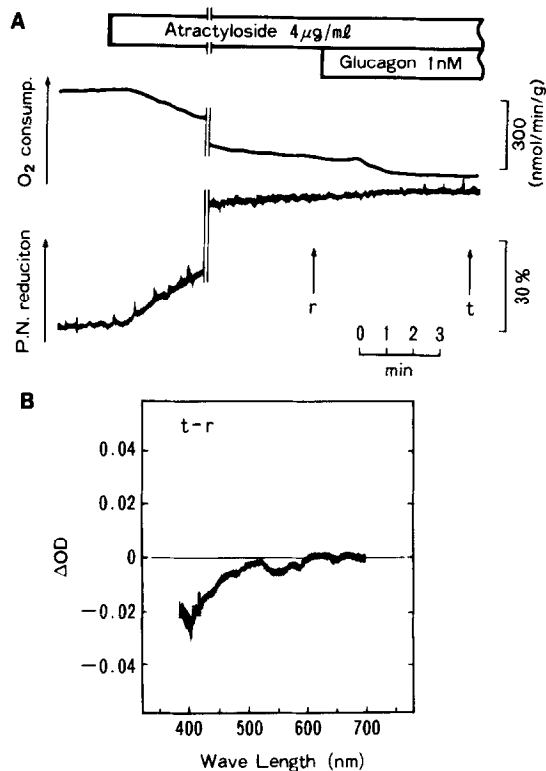 A
Atractyloside 4μg/mℓ
Glucagon 1nM
O2 consump.
300
(nmol/min/g)
P.N. reduciton
30%
r
t
0 1 2 3
min
B
t-r
0.04
0.02
0
-0.02
-0.04
ΔOD
400 500 600 700
Wave Length (nm)